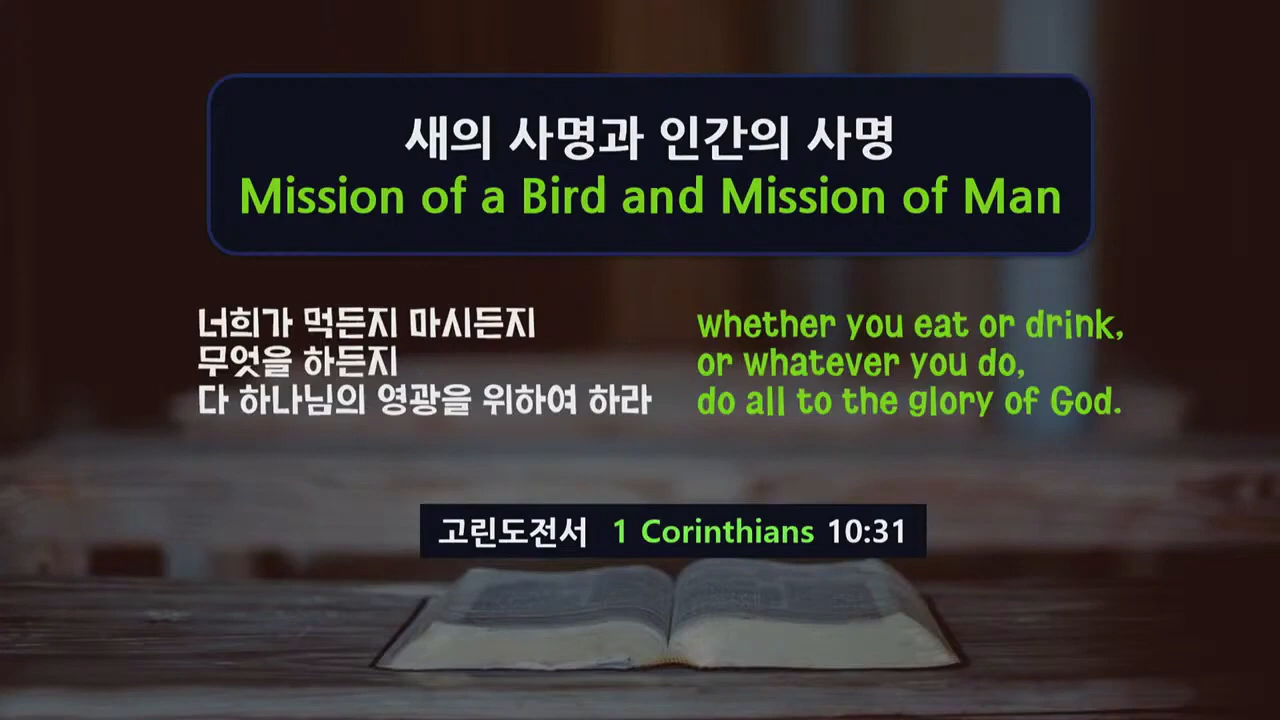 새의 사명과 인간의 사명
Mission of a Bird and Mission of Man
너희가 먹든지 마시든지
무엇을 하든지
다 하나님의 영광을 위하여 하라
whether you eat or drink,
or whatever you do,
do all to the glory of God.
고린도전서 1 Corinthians 10:31